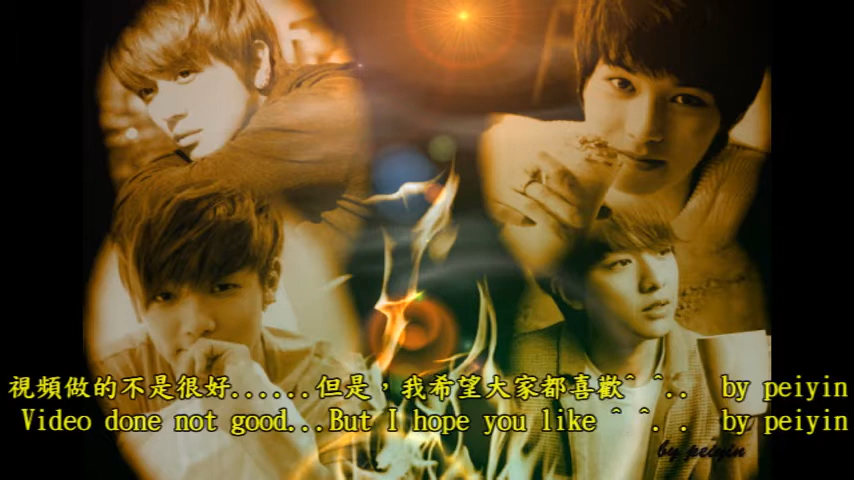 視頻做的不是很好......但是，我希望大家都喜歡^ ^.. by peiyin
Video done not good...But I hope you like ^ ^. . by peiyin
by peiyin